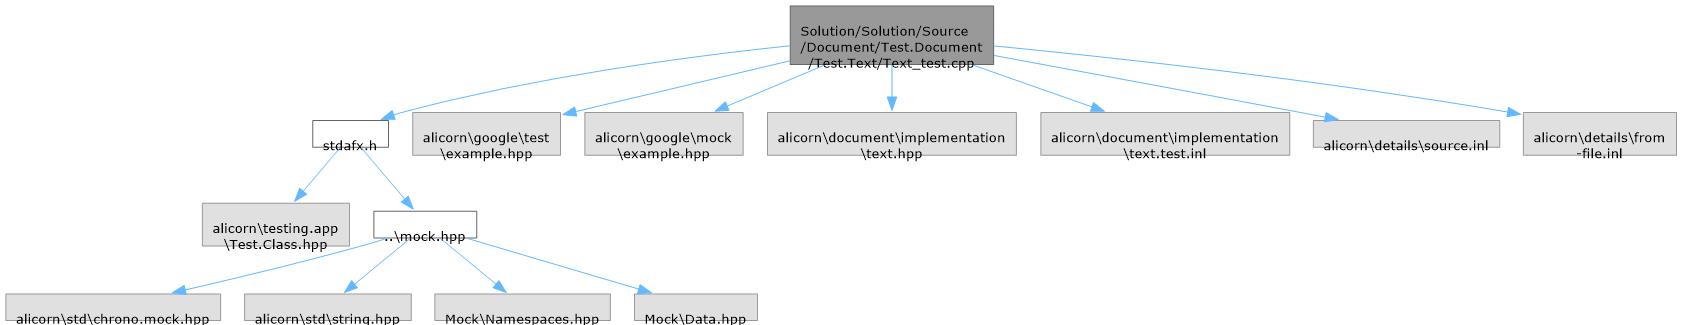 Solution/Solution/Source
/Document/Test.Document
/Test.Text/Text_test.cpp
stdafx.h
alicorn\google\test
\example.hpp
alicorn\google\mock
\example.hpp
alicorn\document\implementation
\text.hpp
alicorn\document\implementation
\text.test.inl
alicorn\details\source.inl
alicorn\details\from
-file.inl
alicorn\testing.app
\Test.Class.hpp
..\mock.hpp
alicorn\std\chrono.mock.hpp
alicorn\std\string.hpp
Mock\Namespaces.hpp
Mock\Data.hpp